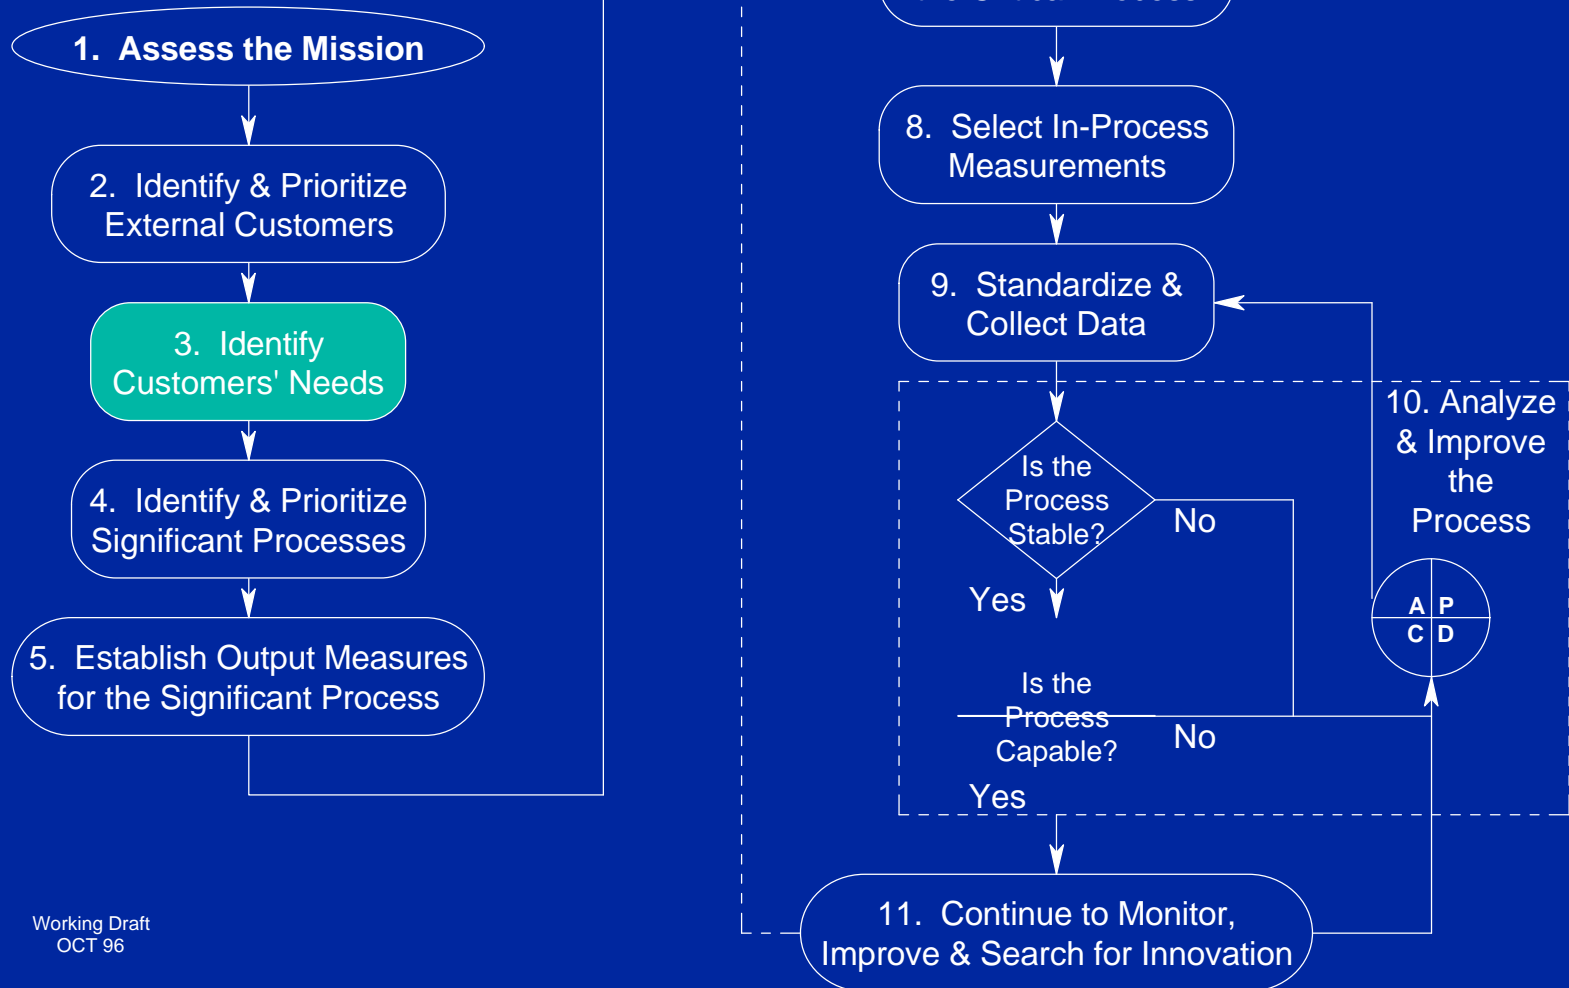 1. Assess the Mission
2. Identify & Prioritize
External Customers
3. Identify
Customers' Needs
4. Identify & Prioritize
Significant Processes
5. Establish Output Measures
for the Significant Process
8. Select In-Process
Measurements
9. Standardize &
Collect Data
10. Analyze
& Improve
the
Process
Is the
Process
Stable?
No
Yes
A P
C D
Is the
Process
Capable?
No
Yes
11. Continue to Monitor,
Improve & Search for Innovation
Working Draft
OCT 96